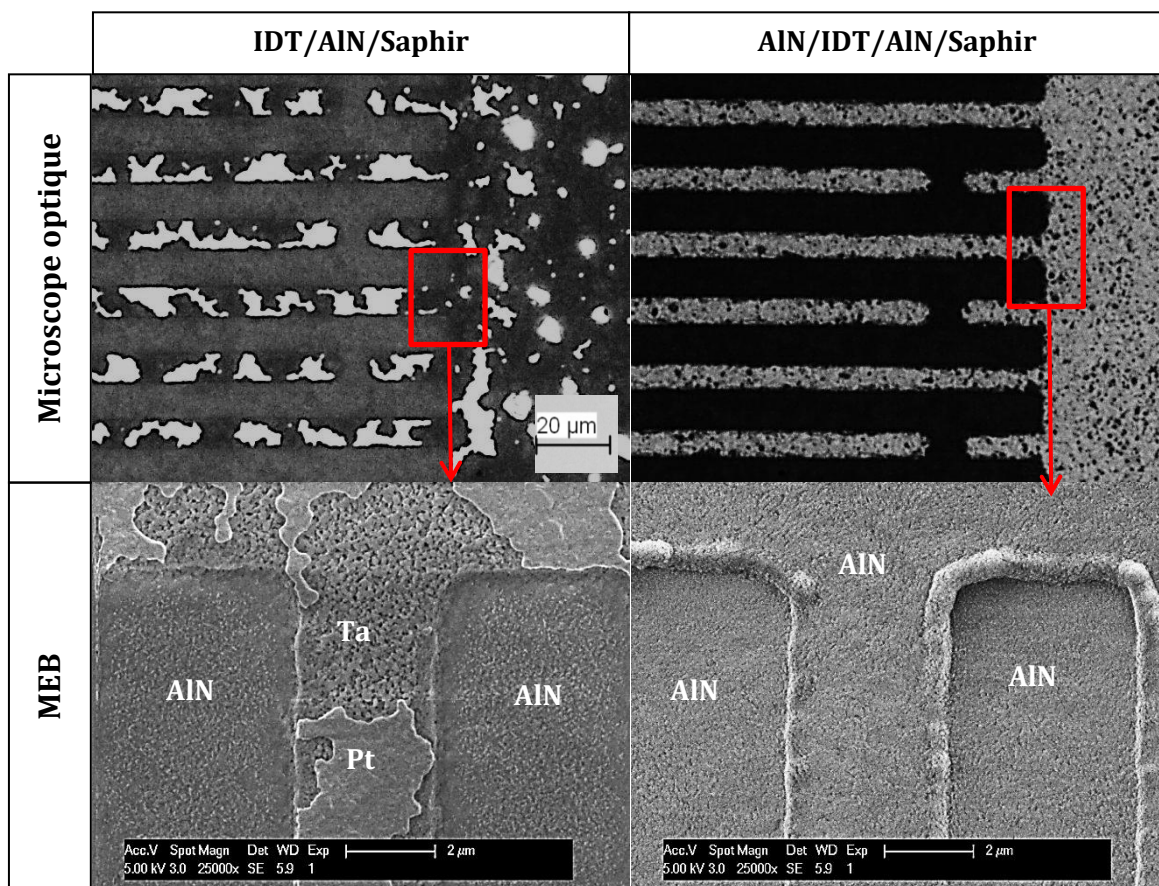 IDT/AlN/Saphir
AlN/IDT/AlN/Saphir
Microscope optique
20 µm
MEB
Ta
AlN
AlN
Pt
AlN
AlN
AlN
Acc.V Spot Magn Det WD Exp
5.00 kV 3.0 25000x SE 5.9 1
2 µm
Acc.V Spot Magn Det WD Exp
5.00 kV 3.0 25000x SE 5.9 1
2 µm